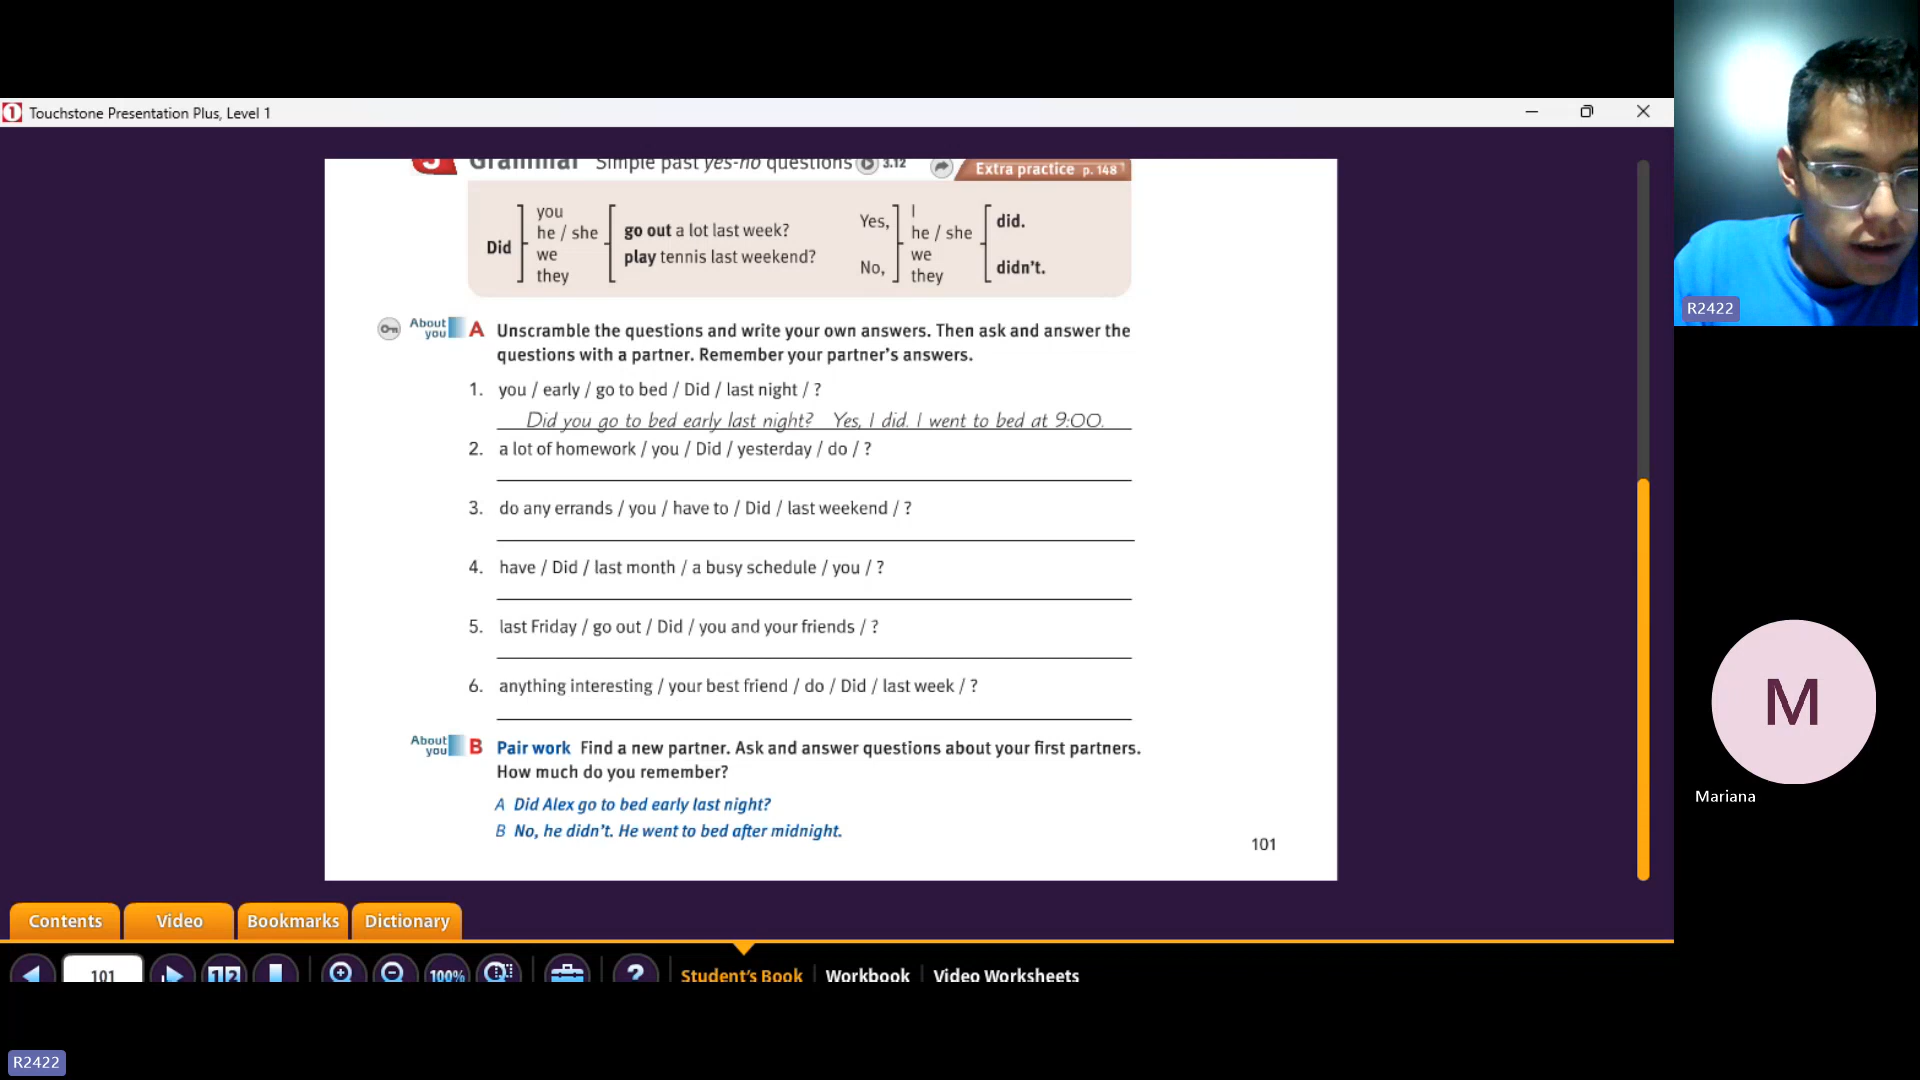 Touchstone Presentation Plus, Level 1
Grammar Simple past yes-no questions 3.12 Extra practice p. 148
Did
you
he / she
we
they
go out a lot last week?
play tennis last weekend?
Yes,
No,
I
he / she
we
they
did.
didn't.
About you A Unscramble the questions and write your own answers. Then ask and answer the
questions with a partner. Remember your partner's answers.
1. you / early / go to bed / Did / last night / ?
Did you go to bed early last night? Yes, I did. I went to bed at 9:00.
2. a lot of homework / you / Did / yesterday / do / ?
3. do any errands / you / have to / Did / last weekend / ?
4. have / Did / last month / a busy schedule / you / ?
5. last Friday / go out / Did / you and your friends / ?
6. anything interesting / your best friend / do / Did / last week / ?
About you B Pair work Find a new partner. Ask and answer questions about your first partners.
How much do you remember?
A Did Alex go to bed early last night?
B No, he didn't. He went to bed after midnight.
101
Contents Video Bookmarks Dictionary
101 12 100% ? Student's Book Workbook Video Worksheets
R2422
M
Mariana
R2422